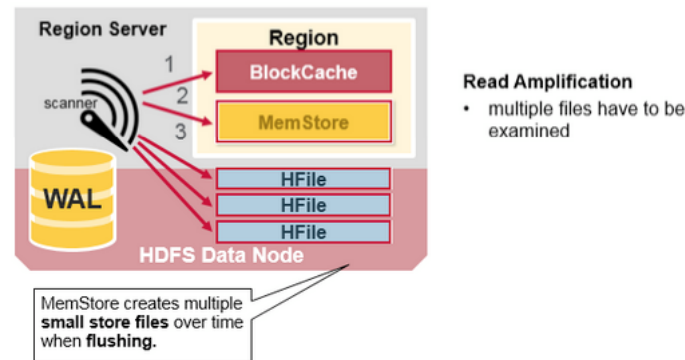 Region Server
Region
1
BlockCache
scanner
2
MemStore
3
HFile
HFile
HFile
WAL
HDFS Data Node
MemStore creates multiple
small store files over time
when flushing.
Read Amplification
• multiple files have to be
examined